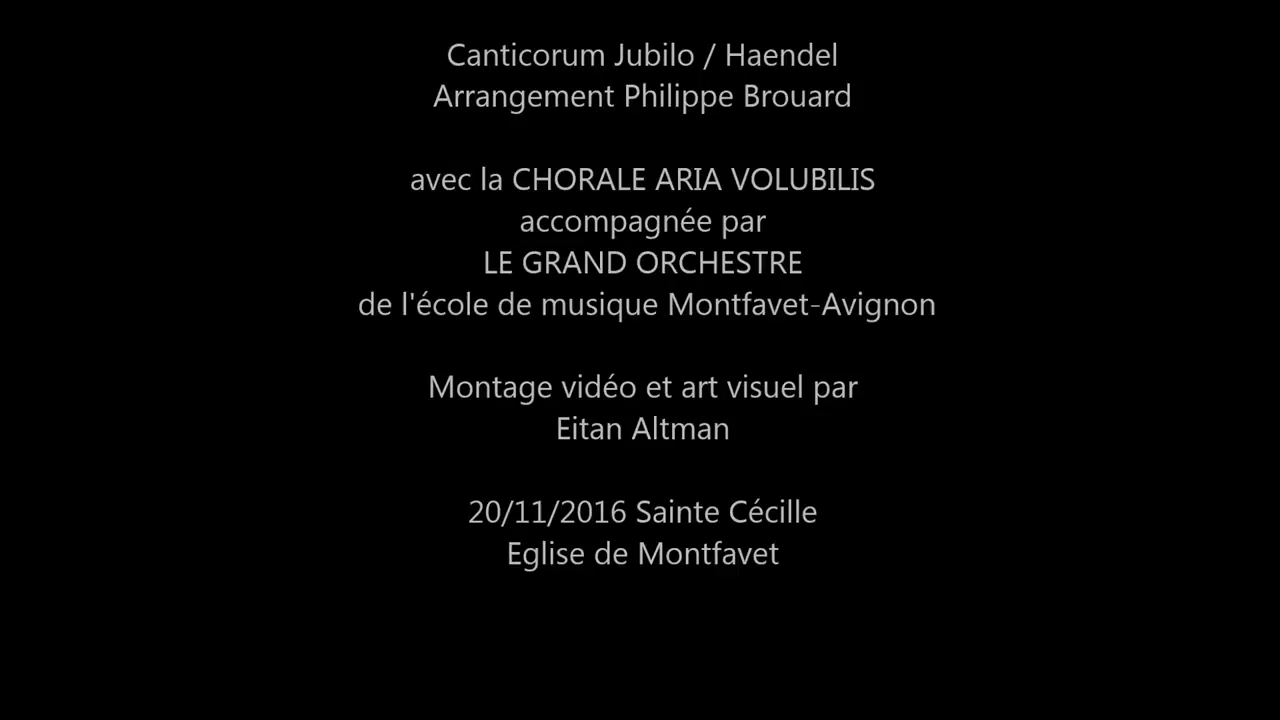 Canticorum Jubilo / Haendel
Arrangement Philippe Brouard
avec la CHORALE ARIA VOLUBILIS
accompagnée par
LE GRAND ORCHESTRE
de l'école de musique Montfavet-Avignon
Montage vidéo et art visuel par
Eitan Altman
20/11/2016 Sainte Cécille
Eglise de Montfavet